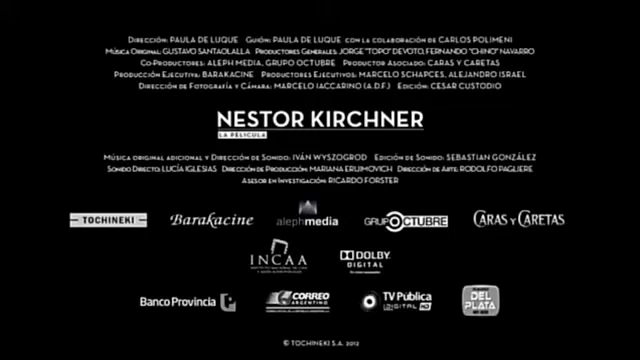 DIRECCIÓN: PAULA DE LUQUE GUIÓN: PAULA DE LUQUE CON LA COLABORACIÓN DE CARLOS POLIMENI
MÚSICA ORIGINAL: GUSTAVO SANTAOLALLA PRODUCTORES GENERALES: JORGE "TOPO" DEVOTO, FERNANDO "CHINO" NAVARRO
CO-PRODUCTORES: ALEPH MEDIA, GRUPO OCTUBRE PRODUCTOR ASOCIADO: CARAS Y CARETAS
PRODUCCIÓN EJECUTIVA: BARAKACINE PRODUCTORES EJECUTIVOS: MARCELO SCHAPCES, ALEJANDRO ISRAEL
DIRECCIÓN DE FOTOGRAFÍA Y CÁMARA: MARCELO IACCARINO (A.D.F.) EDICIÓN: CESAR CUSTODIO
NESTOR KIRCHNER
LA PELÍCULA
MÚSICA ORIGINAL ADICIONAL Y DIRECCIÓN DE SONIDO: IVÁN WYSZOGROD EDICIÓN DE SONIDO: SEBASTIAN GONZÁLEZ
SONIDO DIRECTO: LUCÍA IGLESIAS DIRECCIÓN DE PRODUCCIÓN: MARIANA ERIJIMOVICH DIRECCIÓN DE ARTE: RODOLFO PAGLIERE
ASESOR EN INVESTIGACIÓN: RICARDO FORSTER
TOCHINEKI Barakacine alephmedia GRUPO OCTUBRE CARAS Y CARETAS
INCAA DOLBY
DIGITAL
Banco Provincia CORREO ARGENTINO TV Pública DIGITAL HD DEL PLATA
© TOCHINEKI S.A. 2012